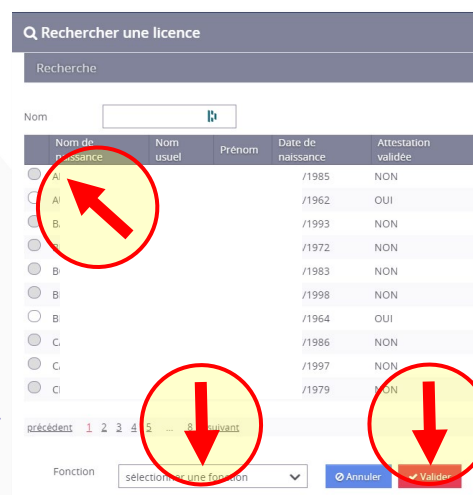 Rechercher une licence
Recherche
Nom
Nom de naissance Nom usuel Prénom Date de naissance Attestation validée
/1985 NON
/1962 OUI
/1993 NON
/1972 NON
/1983 NON
/1998 NON
/1964 OUI
C /1986 NON
C /1997 NON
/1979 NON
précédent 1 2 3 4 5 ... 8 suivant
Fonction sélectionner une fonction Annuler Valider